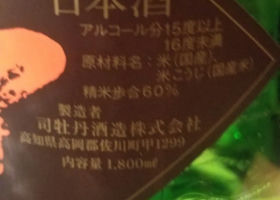 日本酒
アルコール分15度以上
16度未満
原材料名：米(国産)、
米こうじ(国産米)
精米歩合60%
製造者
司牡丹酒造株式会社
高知県高岡郡佐川町甲1299
内容量1,800㎖